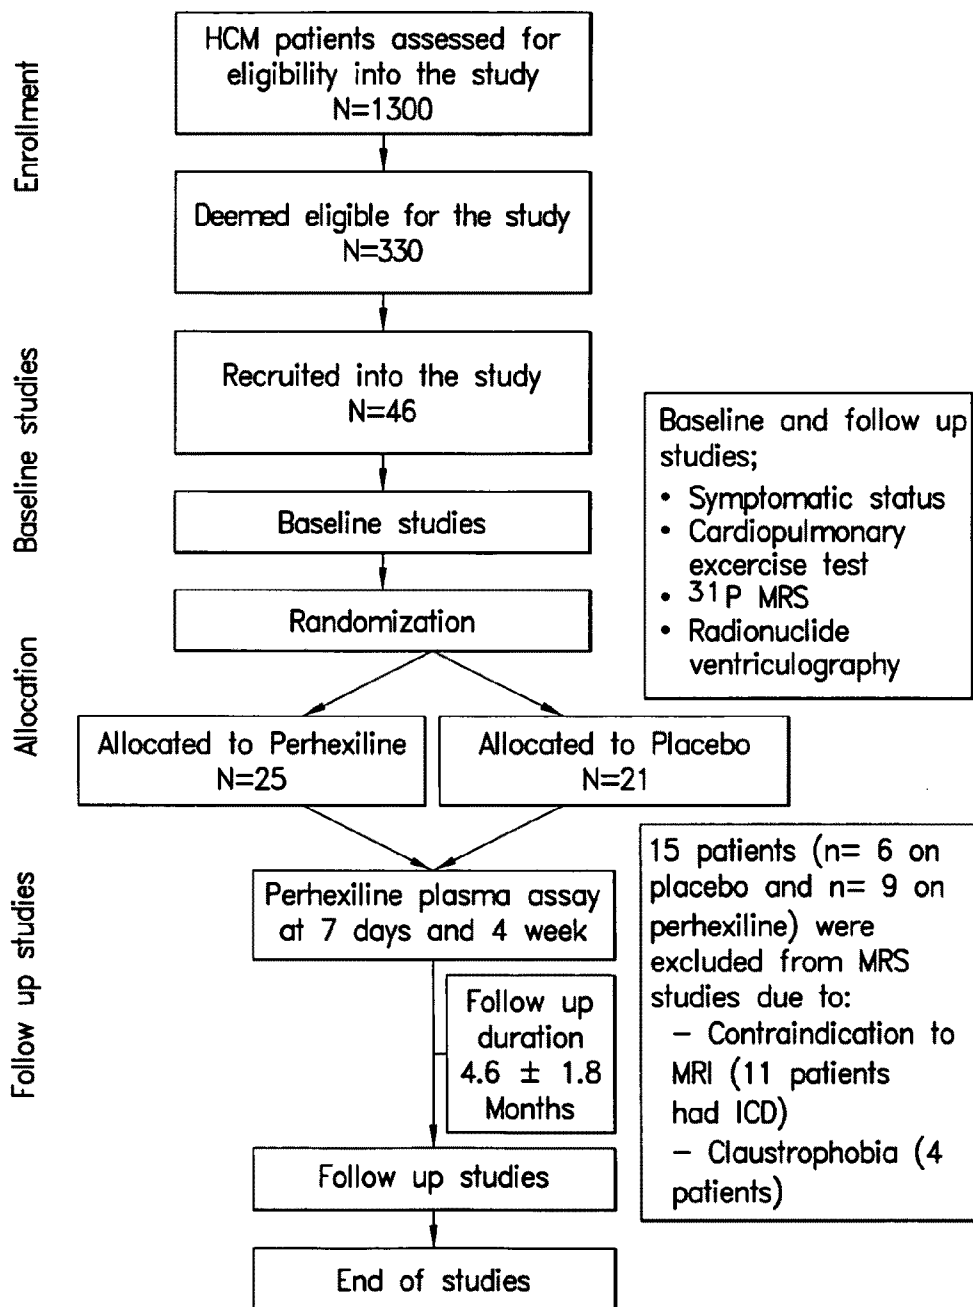 Enrollment
HCM patients assessed for
eligibility into the study
N=1300
Deemed eligible for the study
N=330
Baseline studies
Recruited into the study
N=46
Baseline studies
Baseline and follow up
studies;
• Symptomatic status
• Cardiopulmonary
excercise test
• 31P MRS
• Radionuclide
ventriculography
Allocation
Randomization
Allocated to Perhexiline
N=25
Allocated to Placebo
N=21
Follow up studies
Perhexiline plasma assay
at 7 days and 4 week
Follow up
duration
4.6 ± 1.8
Months
Follow up studies
End of studies
15 patients (n= 6 on
placebo and n= 9 on
perhexiline) were
excluded from MRS
studies due to:
– Contraindication to
MRI (11 patients
had ICD)
– Claustrophobia (4
patients)